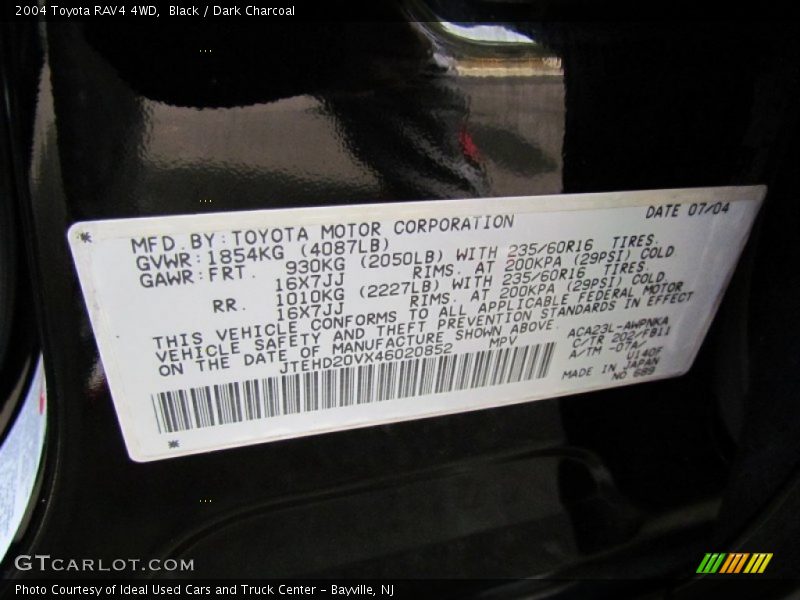 2004 Toyota RAV4 4WD,  Black / Dark Charcoal
DATE 07/04
MFD.BY:TOYOTA MOTOR CORPORATION
GVWR:1854KG (4087LB)
GAWR:FRT. 930KG (2050LB) WITH 235/60R16 TIRES.
16X7JJ RIMS. AT 200KPA (29PSI) COLD
RR. 1010KG (2227LB) WITH 235/60R16 TIRES.
16X7JJ RIMS. AT 200KPA (29PSI) COLD.
THIS VEHICLE CONFORMS TO ALL APPLICABLE FEDERAL MOTOR
VEHICLE SAFETY AND THEFT PREVENTION STANDARDS IN EFFECT
ON THE DATE OF MANUFACTURE SHOWN ABOVE.
JTEHD20VX46020852 MPV
ACA23L-AWPNKA
C/TR 202/FB11
A/TM -07A/
U140F
MADE IN JAPAN
NO 689
GTCARLOT.COM
Photo Courtesy of Ideal Used Cars and Truck Center - Bayville, NJ